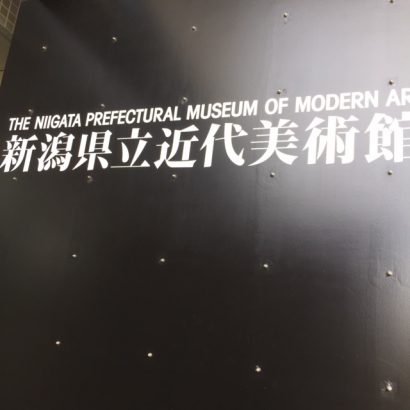 THE NIIGATA PREFECTURAL MUSEUM OF MODERN AR
新潟県立近代美術館